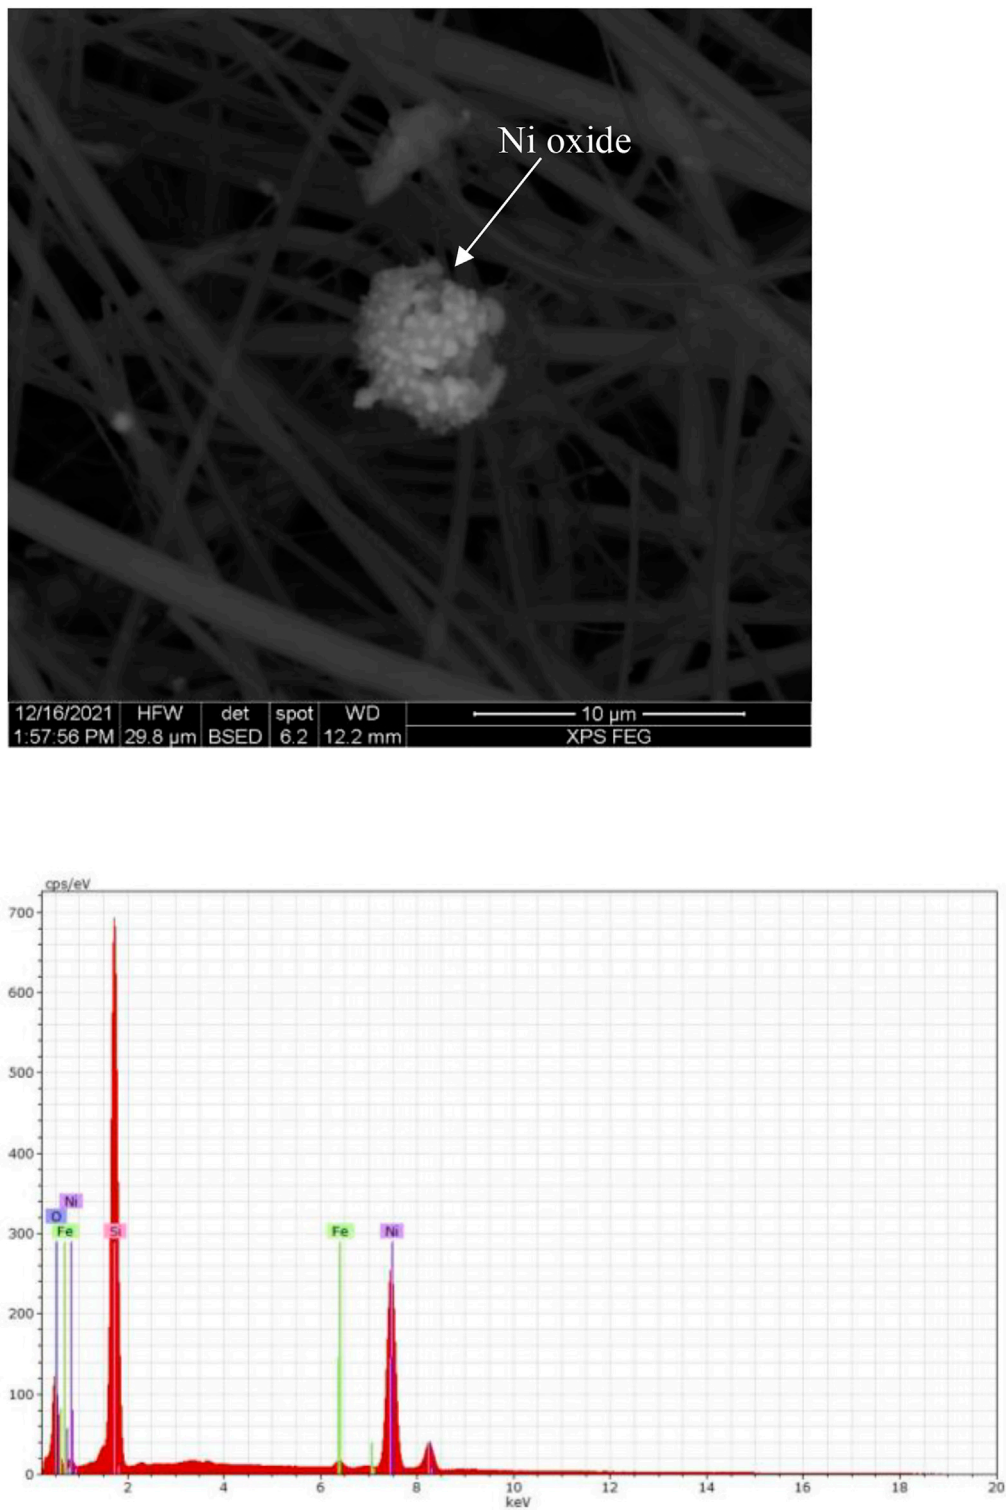 Ni oxide
12/16/2021 HFW det spot WD 10 µm
1:57:56 PM 29.8 µm BSED 6.2 12.2 mm XPS FEG
cps/eV
700
600
500
400
Ni
O
Fe Si Fe Ni
300
200
100
0
2 4 6 8 10 12 14 16 18 20
keV